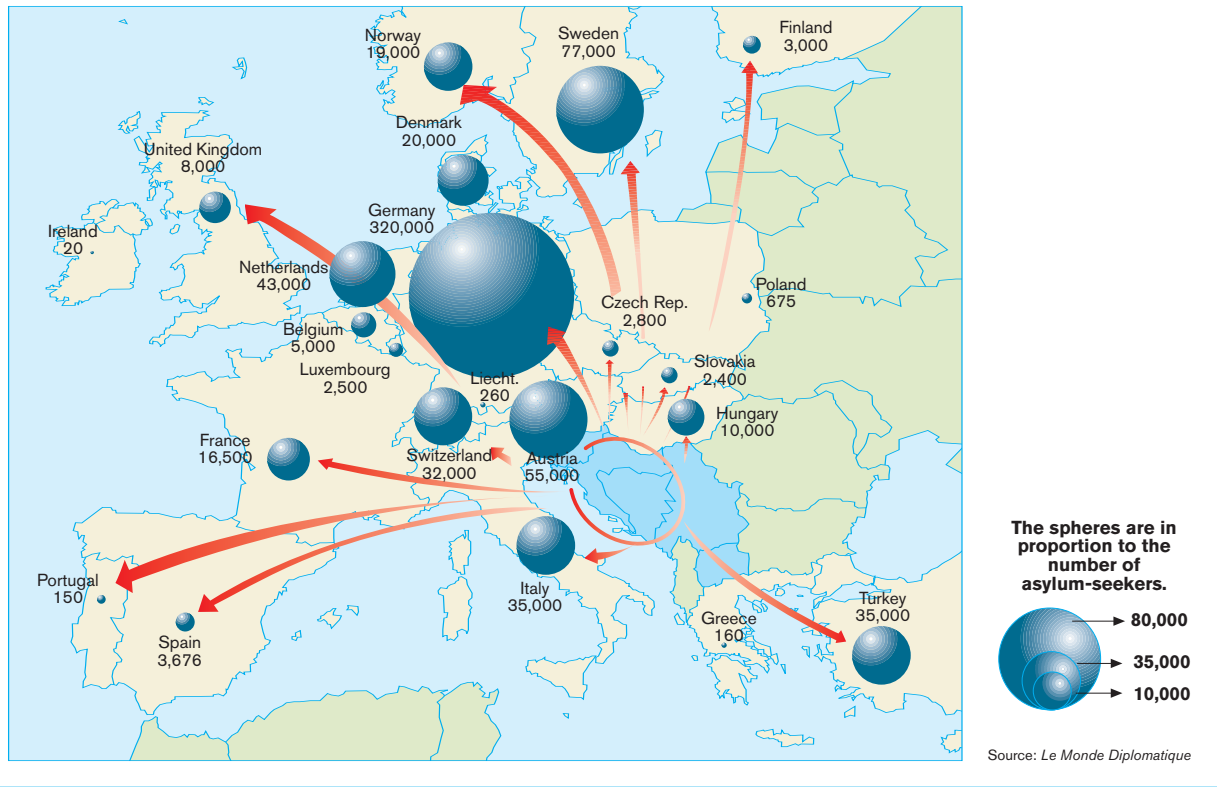 Norway
19,000
Sweden
77,000
Finland
3,000
Denmark
20,000
United Kingdom
8,000
Germany
320,000
Ireland
20
Netherlands
43,000
Poland
675
Czech Rep.
2,800
Belgium
5,000
Luxembourg
2,500
Liecht.
260
Slovakia
2,400
Hungary
10,000
France
16,500
Switzerland
32,000
Austria
55,000
Portugal
150
Spain
3,676
Italy
35,000
Greece
160
Turkey
35,000
The spheres are in
proportion to the
number of
asylum-seekers.
80,000
35,000
10,000
Source: Le Monde Diplomatique